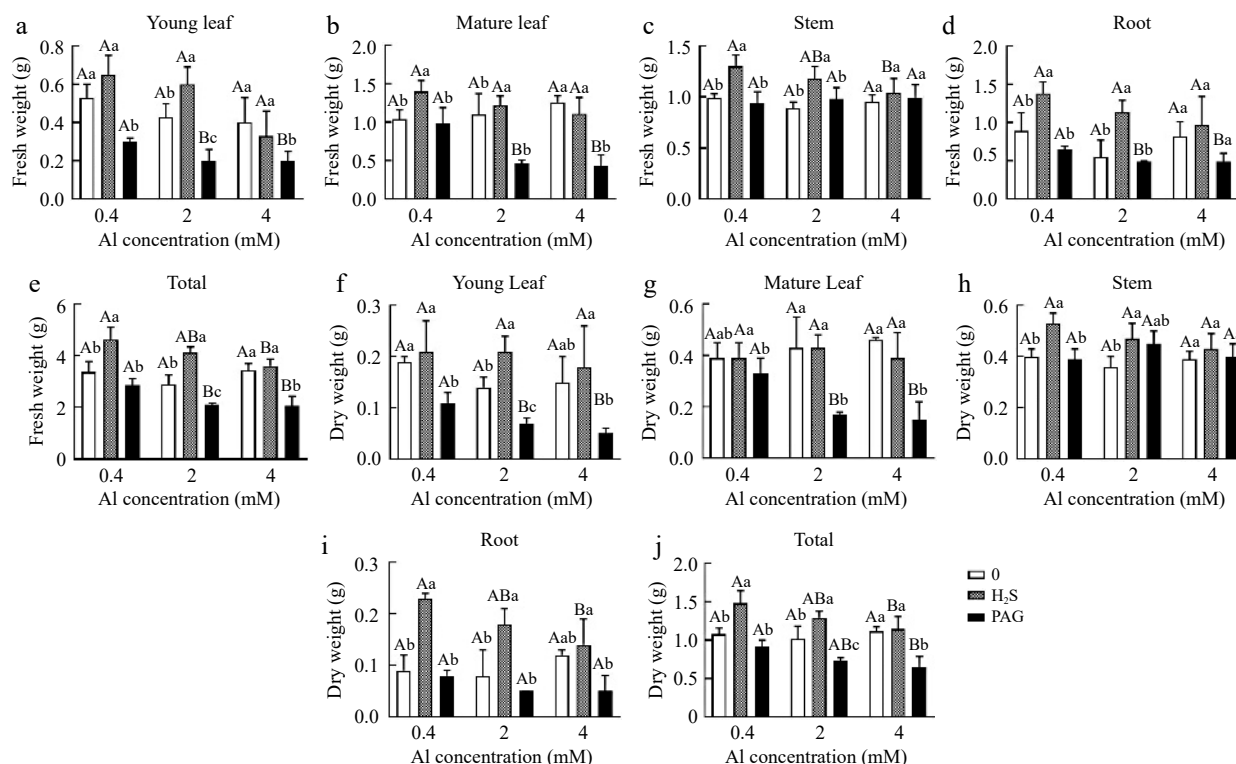 a Young leaf
Fresh weight (g)
0.8
0.6
0.4
0.2
0.0
Aa Aa Ab Ab Aa Bc Aa Aa Bb
0.4 2 4
Al concentration (mM)
b Mature leaf
Fresh weight (g)
2.0
1.5
1.0
0.5
0.0
Ab Aa Ab Ab Aa Bb Aa Aa Bb
0.4 2 4
Al concentration (mM)
c Stem
Fresh weight (g)
1.5
1.0
0.5
0.0
Ab Aa Ab Ab ABa Ab Aa Ba Aa
0.4 2 4
Al concentration (mM)
d Root
Fresh weight (g)
2.0
1.5
1.0
0.5
0.0
Ab Aa Ab Ab Aa Bb Aa Aa Ba
0.4 2 4
Al concentration (mM)
e Total
Fresh weight (g)
6
4
2
0
Ab Aa Ab Ab ABa Bc Aa Ba Bb
0.4 2 4
Al concentration (mM)
f Young Leaf
Dry weight (g)
0.3
0.2
0.1
0.0
Aa Aa Ab Ab Aa Bc Aa Aa Bb
0.4 2 4
Al concentration (mM)
g Mature Leaf
Dry weight (g)
0.6
0.4
0.2
0.0
Aab Aa Ab Aa Aa Bb Aa Aa Bb
0.4 2 4
Al concentration (mM)
h Stem
Dry weight (g)
0.6
0.4
0.2
0.0
Ab Aa Ab Ab Aa Aab Aa Aa A
0.4 2 4
Al concentration (mM)
i Root
Dry weight (g)
0.3
0.2
0.1
0.0
Ab Aa Ab Ab ABa Ab Aab Ba Ab
0.4 2 4
Al concentration (mM)
j Total
Dry weight (g)
2.0
1.5
1.0
0.5
0
Ab Aa Ab Ab ABa ABc Aa Ba Bb
0.4 2 4
Al concentration (mM)
0
H₂S
PAG